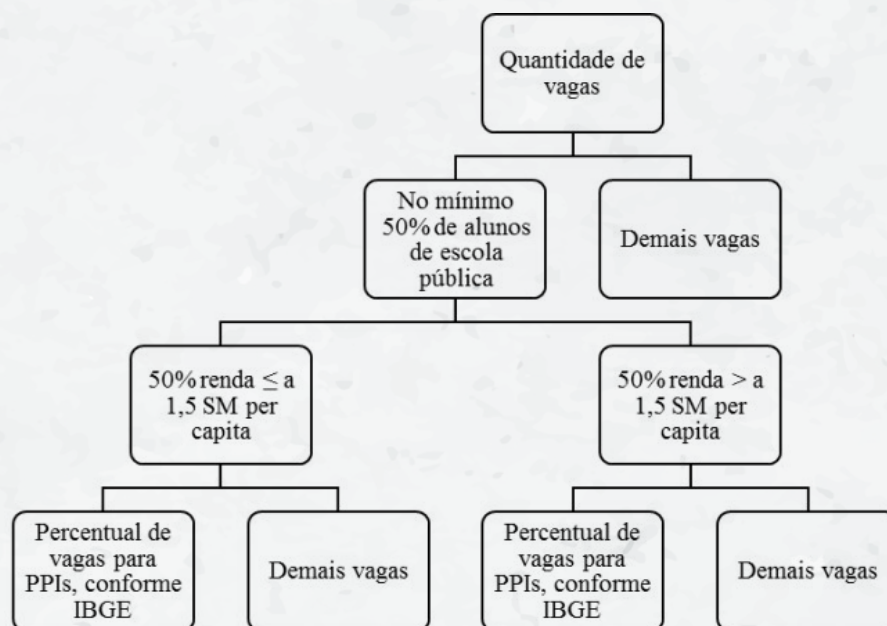 Quantidade de
vagas
No mínimo
50% de alunos
de escola
pública
Demais vagas
50% renda ≤ a
1,5 SM per
capita
50% renda > a
1,5 SM per
capita
Percentual de
vagas para
PPIs, conforme
IBGE
Demais vagas
Percentual de
vagas para
PPIs, conforme
IBGE
Demais vagas